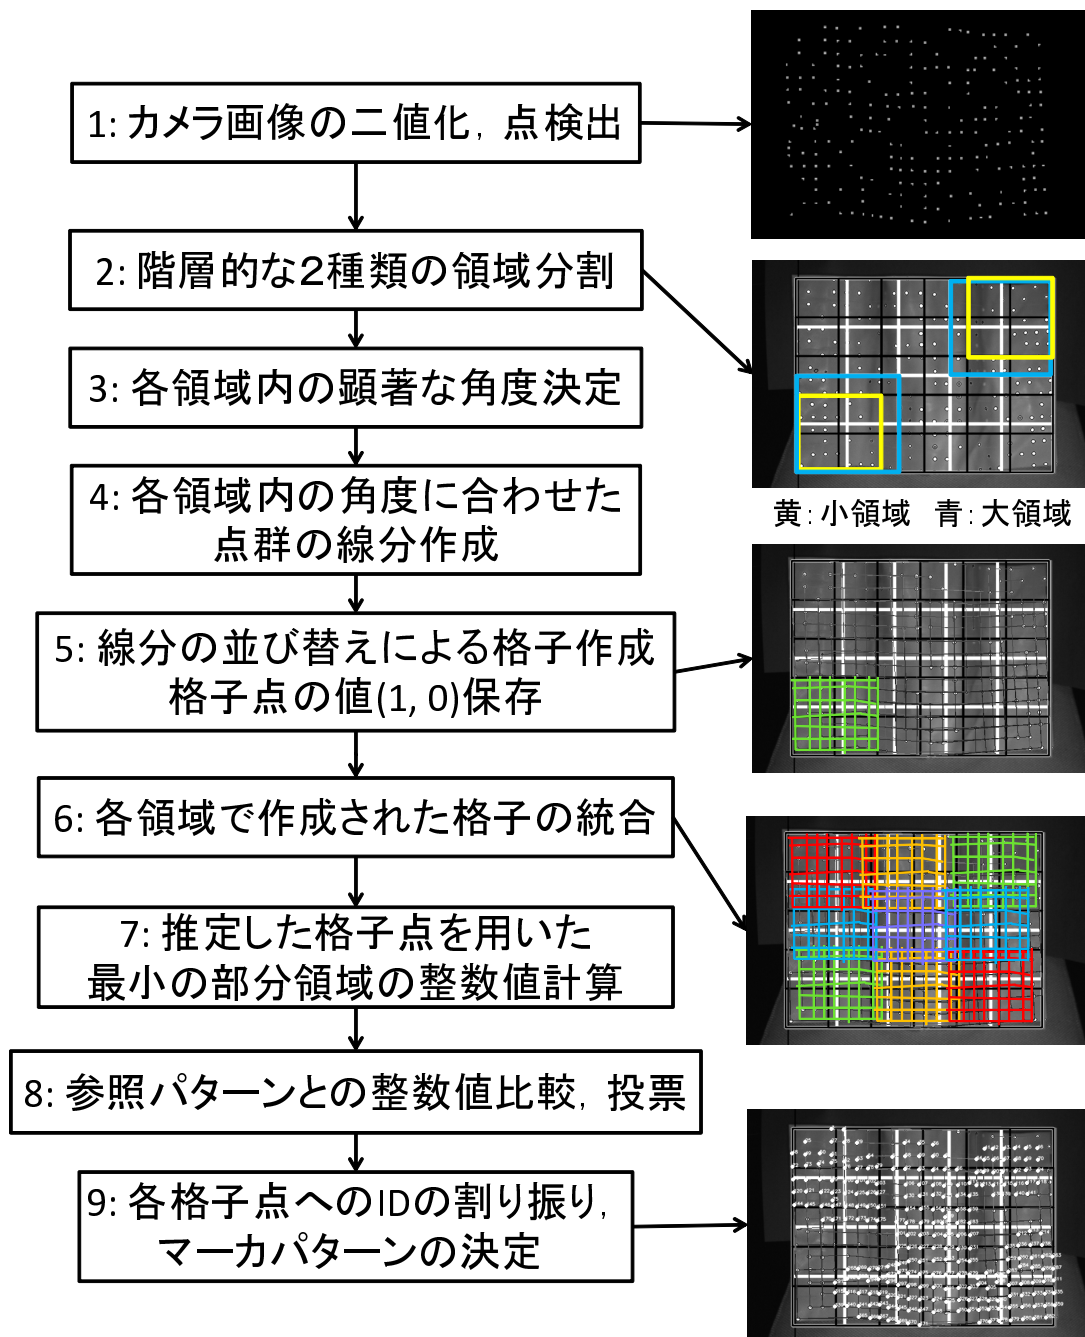 1: カメラ画像の二値化，点検出
2: 階層的な２種類の領域分割
3: 各領域内の顕著な角度決定
4: 各領域内の角度に合わせた
点群の線分作成
黄：小領域　青：大領域
5: 線分の並び替えによる格子作成
格子点の値(1, 0)保存
6: 各領域で作成された格子の統合
7: 推定した格子点を用いた
最小の部分領域の整数値計算
8: 参照パターンとの整数値比較，投票
9: 各格子点へのIDの割り振り，
マーカパターンの決定